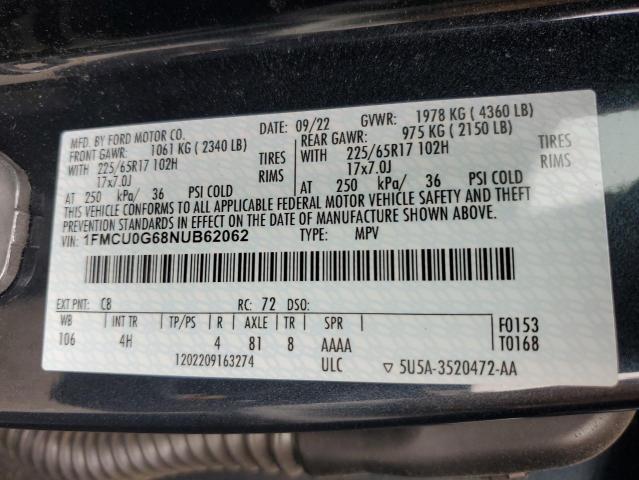 MFD. BY FORD MOTOR CO.
DATE: 09/22
GVWR: 1978 KG ( 4360 LB)
FRONT GAWR: 1061 KG ( 2340 LB)
REAR GAWR: 975 KG ( 2150 LB)
WITH 225/65R17 102H TIRES
WITH 225/65R17 102H TIRES
17x7.0J RIMS
17x7.0J RIMS
AT 250 kPa/ 36 PSI COLD
AT 250 kPa/ 36 PSI COLD
THIS VEHICLE CONFORMS TO ALL APPLICABLE FEDERAL MOTOR VEHICLE SAFETY AND THEFT
PREVENTION STANDARDS IN EFFECT ON THE DATE OF MANUFACTURE SHOWN ABOVE.
VIN: 1FMCU0G68NUB62062 TYPE: MPV
EXT PNT: C8 RC: 72 DSO:
WB INT TR TP/PS R AXLE TR SPR F0153
106 4H 4 81 8 AAAA T0168
1202209163274 ULC ▽ 5U5A-3520472-AA